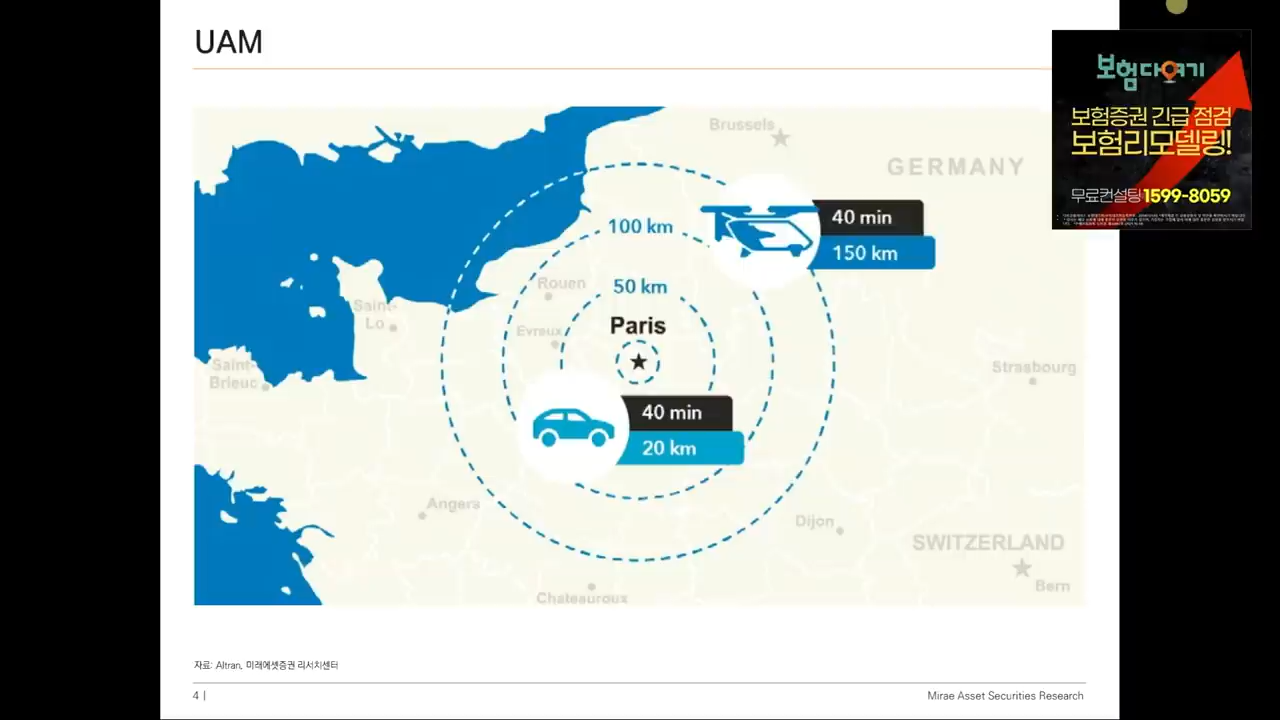 UAM
보험다여기
보험증권 긴급 점검
보험리모델링!
무료컨설팅 1599-8059
Brussels
GERMANY
40 min
150 km
100 km
50 km
Rouen
Saint-
Lo
Evreux
Paris
Saint-
Brieuc
Strasbourg
40 min
20 km
Angers
Dijon
SWITZERLAND
Bern
Chateauroux
자료: Altran, 미래에셋증권 리서치센터
4 |
Mirae Asset Securities Research